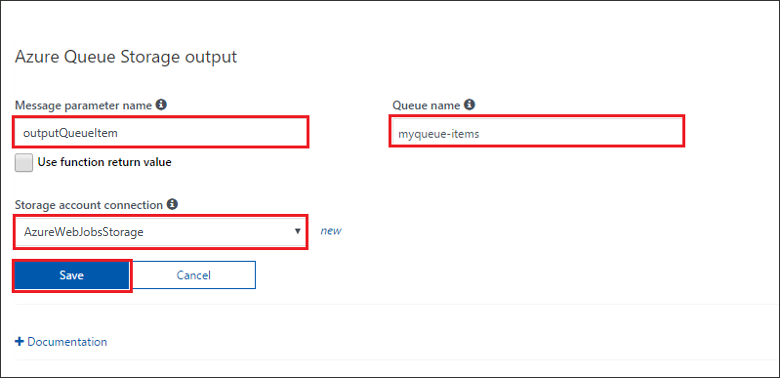 Azure Queue Storage output
Message parameter name
Queue name
outputQueueItem
myqueue-items
Use function return value
Storage account connection
AzureWebJobsStorage
new
Save
Cancel
Documentation